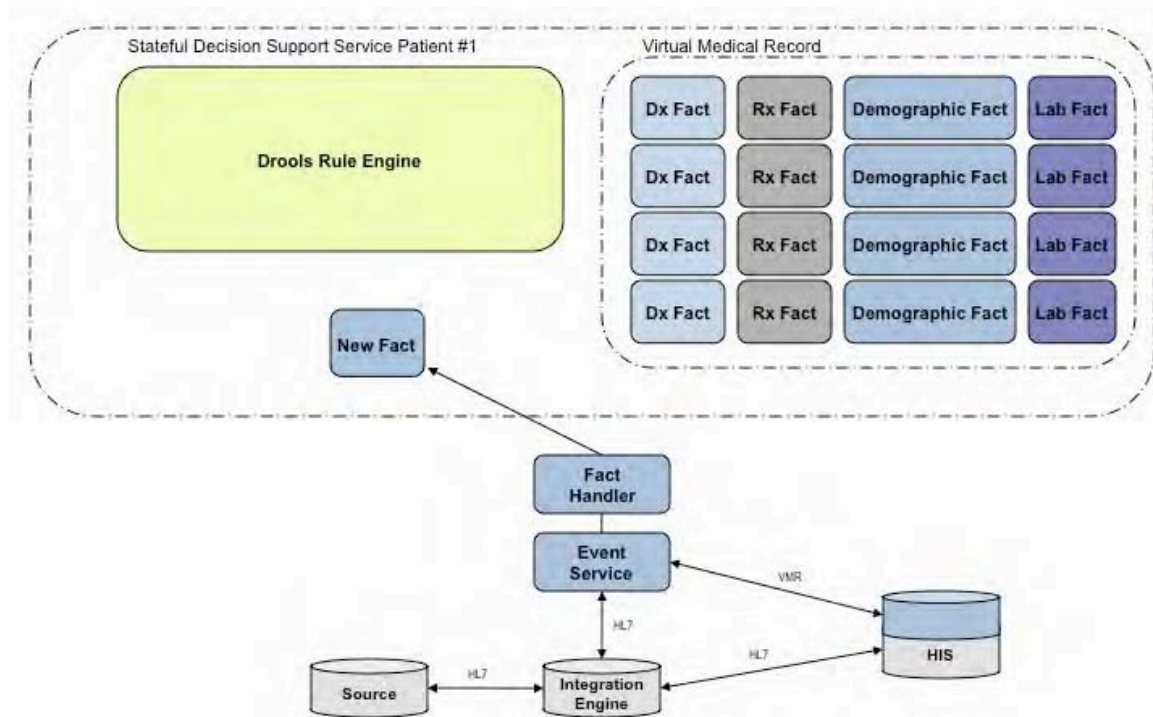 Stateful Decision Support Service Patient #1
Virtual Medical Record
Drools Rule Engine
Dx Fact
Rx Fact
Demographic Fact
Lab Fact
Dx Fact
Rx Fact
Demographic Fact
Lab Fact
Dx Fact
Rx Fact
Demographic Fact
Lab Fact
Dx Fact
Rx Fact
Demographic Fact
Lab Fact
New Fact
Fact
Handler
Event
Service
VMR
HL7
HL7
HL7
HIS
Source
Integration
Engine